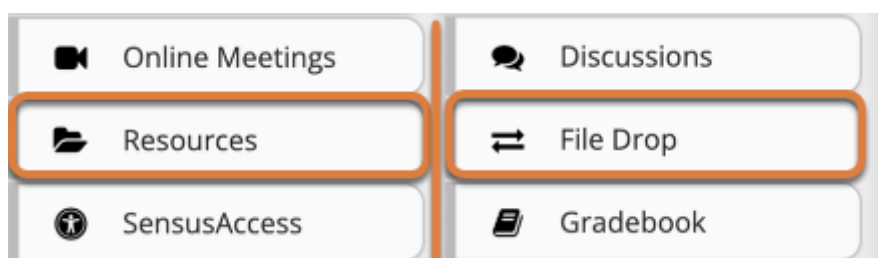 Online Meetings
Resources
SensusAccess
Discussions
File Drop
Gradebook